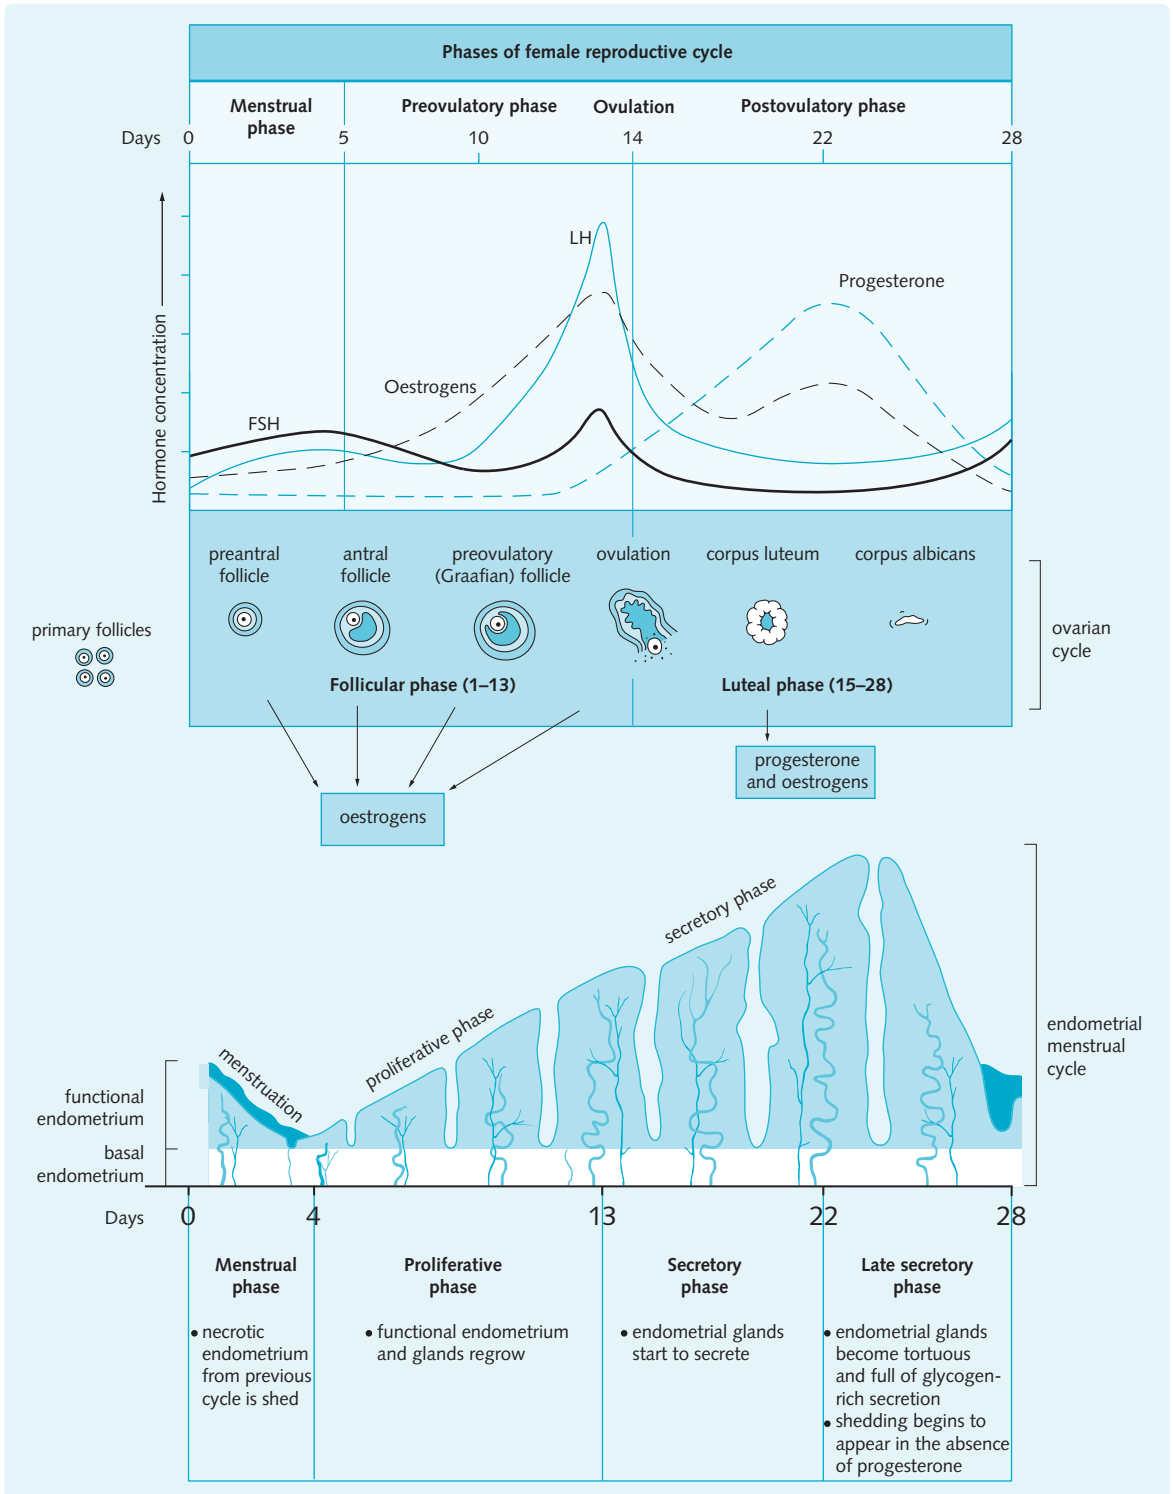 Phases of female reproductive cycle
Menstrual
phase
Preovulatory phase
Ovulation
Postovulatory phase
Days 0 5 10 14 22 28
Hormone concentration
LH
Progesterone
Oestrogens
FSH
preantral
follicle
antral
follicle
preovulatory
(Graafian) follicle
ovulation
corpus luteum
corpus albicans
primary follicles
ovarian
cycle
Follicular phase (1–13)
Luteal phase (15–28)
progesterone
and oestrogens
oestrogens
secretory phase
proliferative phase
menstruation
endometrial
menstrual
cycle
functional
endometrium
basal
endometrium
Days 0 4 13 22 28
Menstrual
phase
• necrotic
endometrium
from previous
cycle is shed
Proliferative
phase
• functional endometrium
and glands regrow
Secretory
phase
• endometrial glands
start to secrete
Late secretory
phase
• endometrial glands
become tortuous
and full of glycogen-
rich secretion
• shedding begins to
appear in the absence
of progesterone